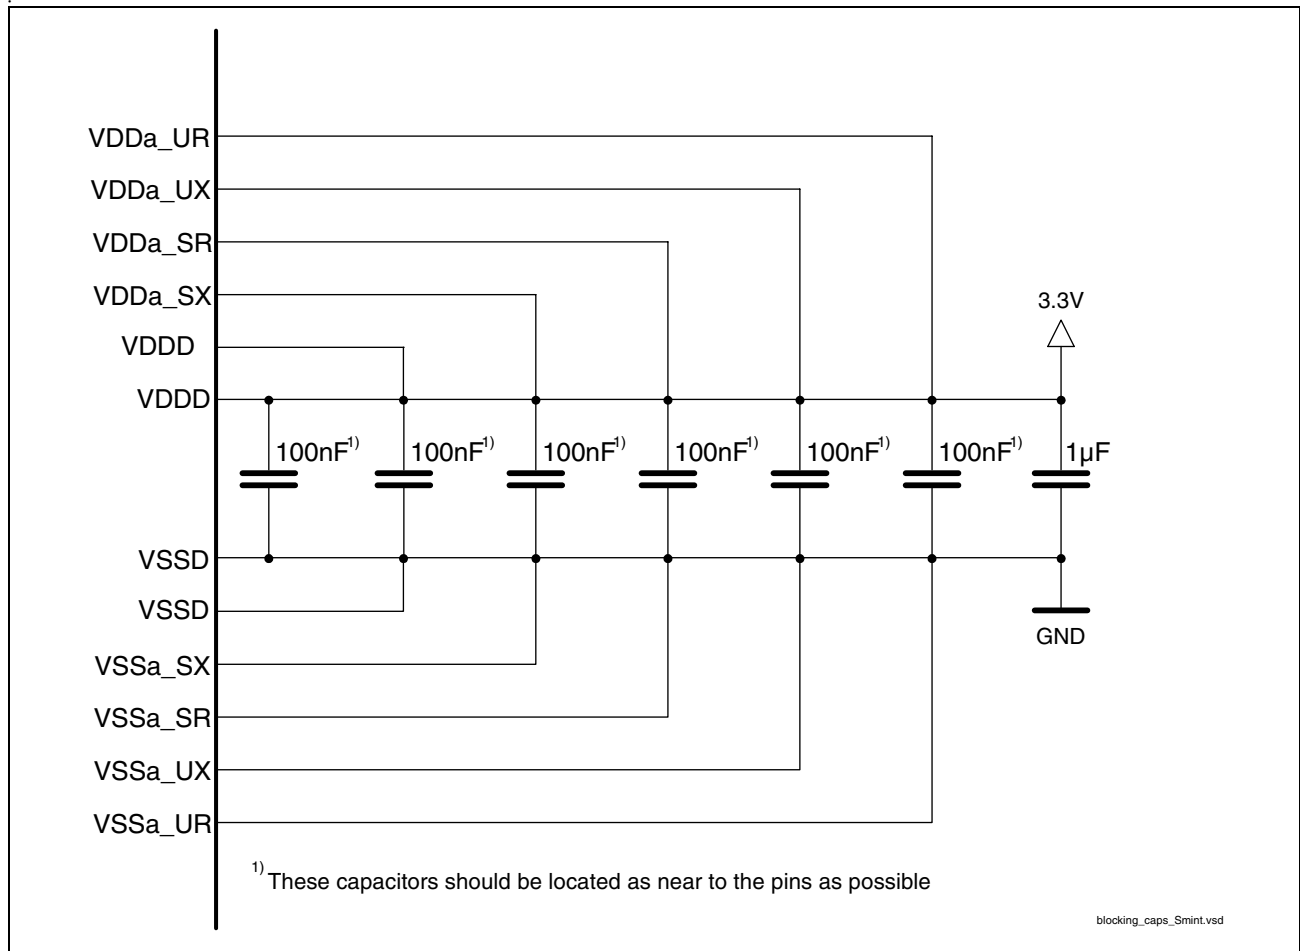 VDDa_UR
VDDa_UX
VDDa_SR
VDDa_SX
3.3V
VDDD
VDDD
100nF1) 100nF1) 100nF1) 100nF1) 100nF1) 100nF1) 1µF
VSSD
VSSD
GND
VSSa_SX
VSSa_SR
VSSa_UX
VSSa_UR
1) These capacitors should be located as near to the pins as possible
blocking_caps_Smint.vsd